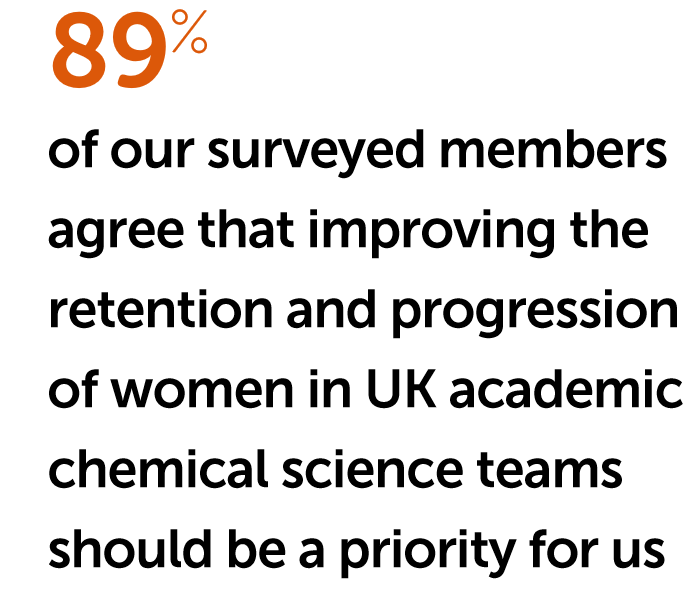 89%
of our surveyed members
agree that improving the
retention and progression
of women in UK academic
chemical science teams
should be a priority for us